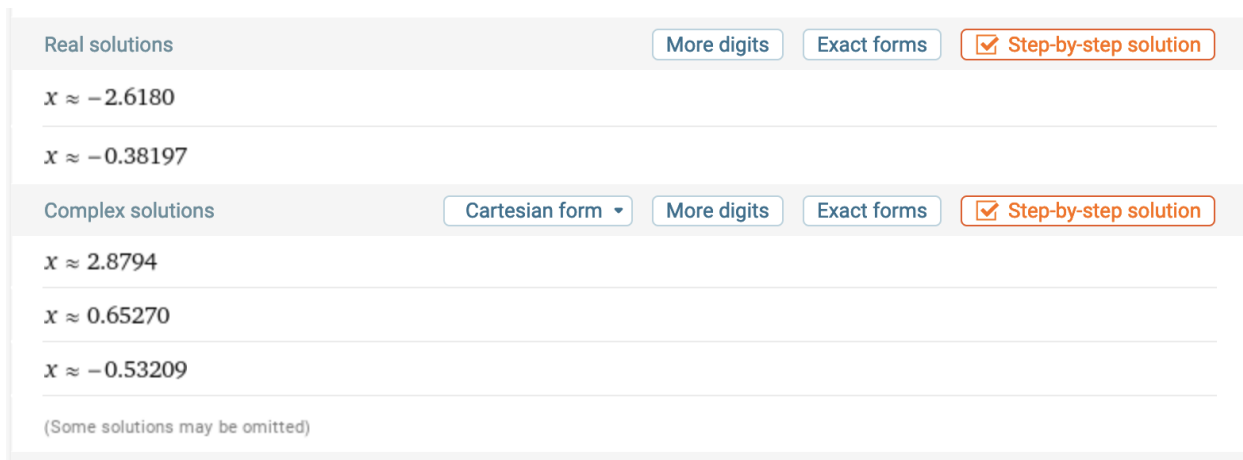 Real solutions More digits Exact forms Step-by-step solution
x ≈ −2.6180
x ≈ −0.38197
Complex solutions Cartesian form More digits Exact forms Step-by-step solution
x ≈ 2.8794
x ≈ 0.65270
x ≈ −0.53209
(Some solutions may be omitted)